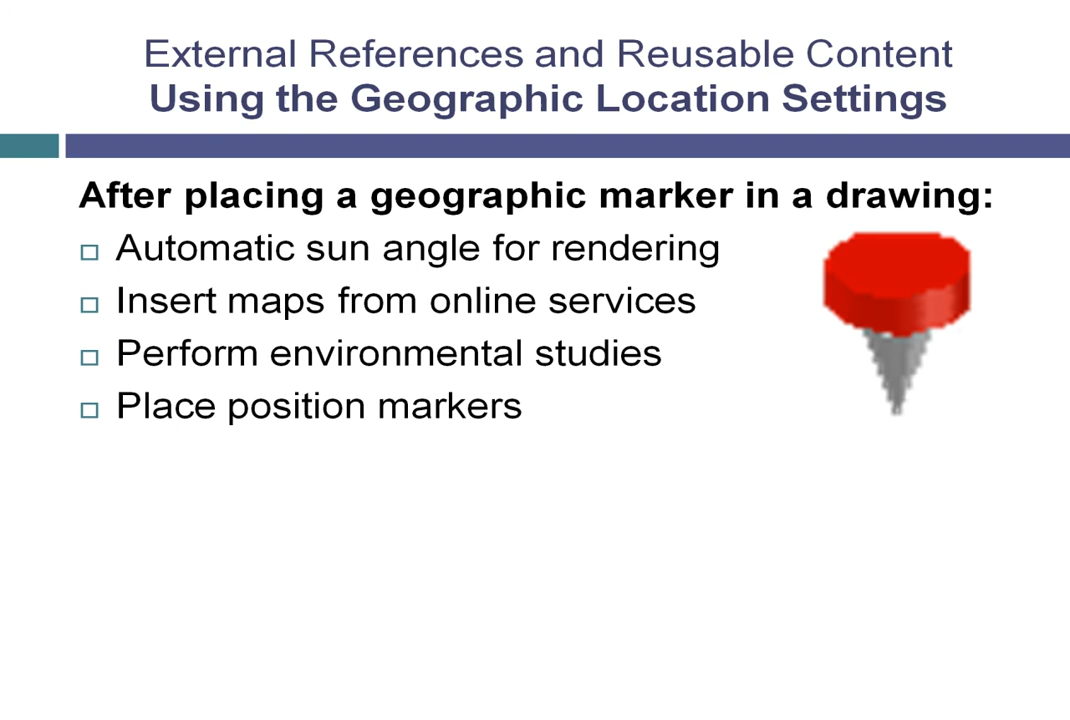 External References and Reusable Content
Using the Geographic Location Settings
After placing a geographic marker in a drawing:
Automatic sun angle for rendering
Insert maps from online services
Perform environmental studies
Place position markers